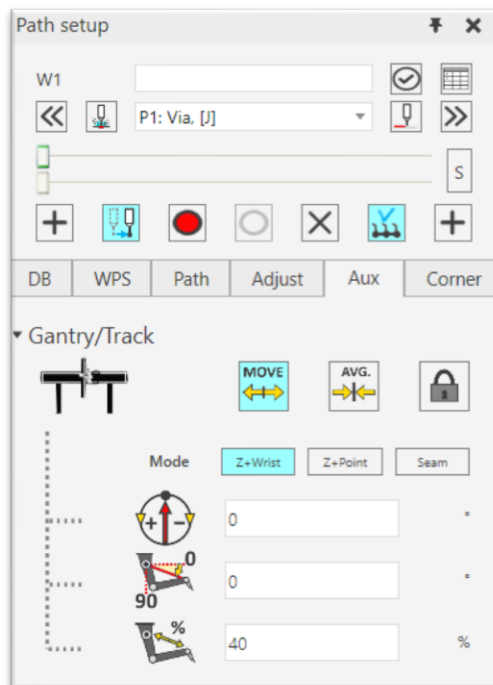 Path setup
W1
P1: Via, [J]
S
DB WPS Path Adjust Aux Corner
Gantry/Track
MOVE AVG. 1
Mode Z+Wrist Z+Point Seam
+ - 0 °
0 90 0 °
% 40 %